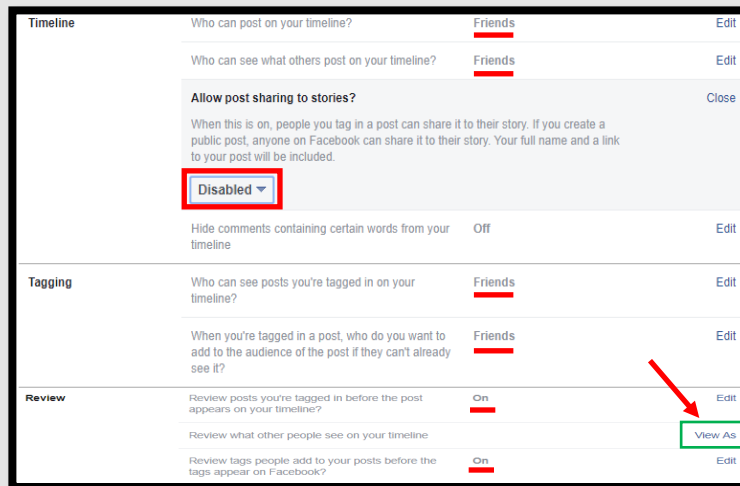 Timeline Who can post on your timeline? Friends Edit
Who can see what others post on your timeline? Friends Edit
Allow post sharing to stories? Close
When this is on, people you tag in a post can share it to their story. If you create a
public post, anyone on Facebook can share it to their story. Your full name and a link
to your post will be included.
Disabled
Hide comments containing certain words from your Off Edit
timeline
Tagging Who can see posts you're tagged in on your Friends Edit
timeline?
When you're tagged in a post, who do you want to Friends Edit
add to the audience of the post if they can't already
see it?
Review Review posts you're tagged in before the post On Edit
appears on your timeline?
Review what other people see on your timeline View As
Review tags people add to your posts before the On Edit
tags appear on Facebook?